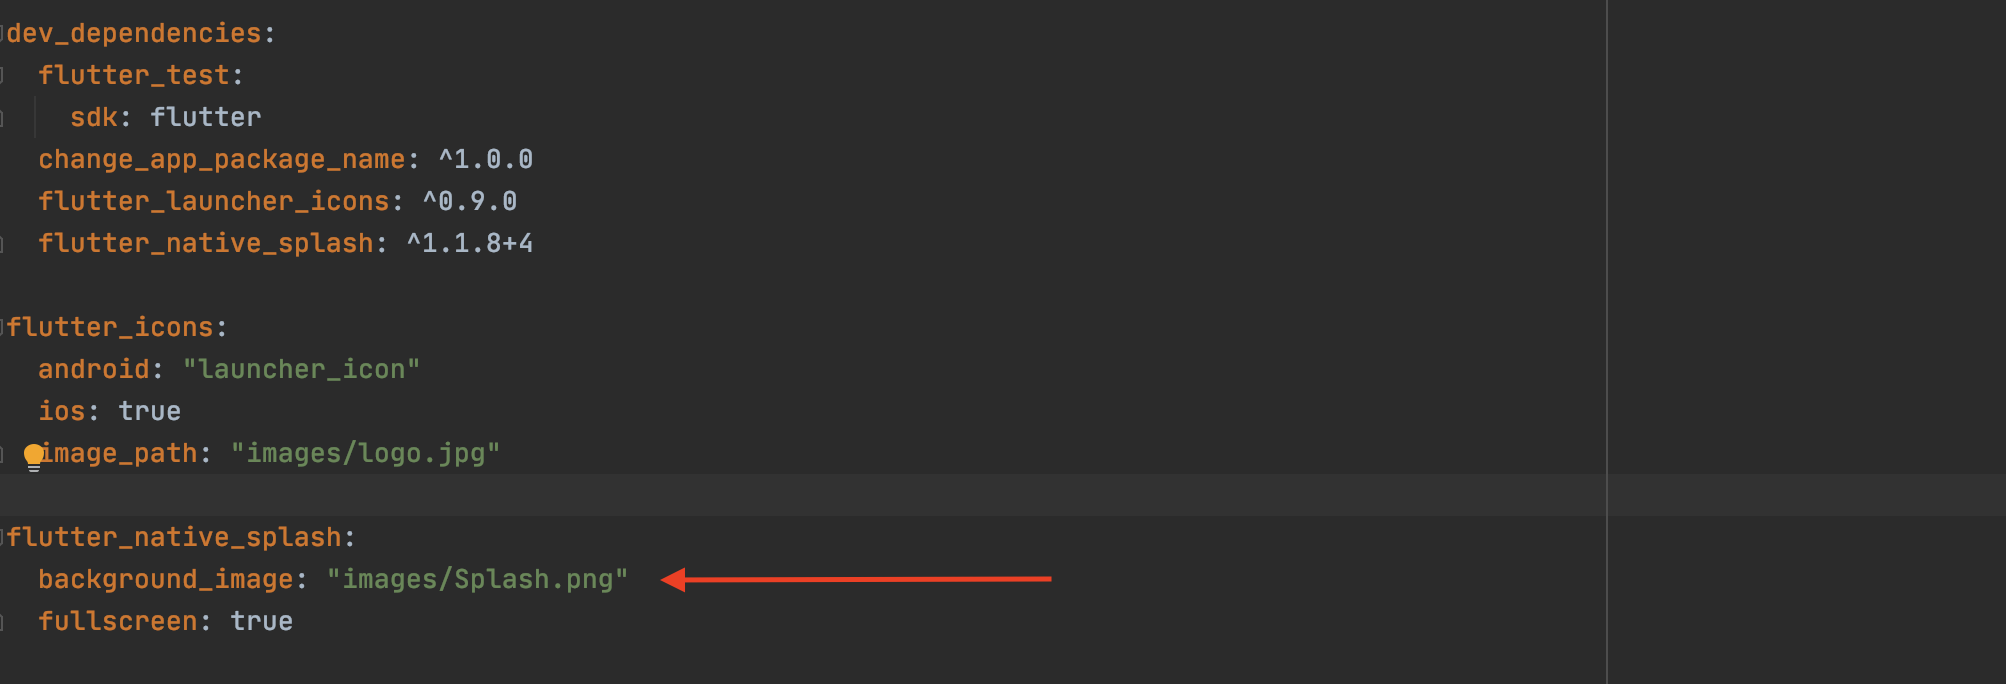 dev_dependencies:
  flutter_test:
    sdk: flutter
  change_app_package_name: ^1.0.0
  flutter_launcher_icons: ^0.9.0
  flutter_native_splash: ^1.1.8+4
flutter_icons:
  android: "launcher_icon"
  ios: true
  image_path: "images/logo.jpg"
flutter_native_splash:
  background_image: "images/Splash.png"
  fullscreen: true